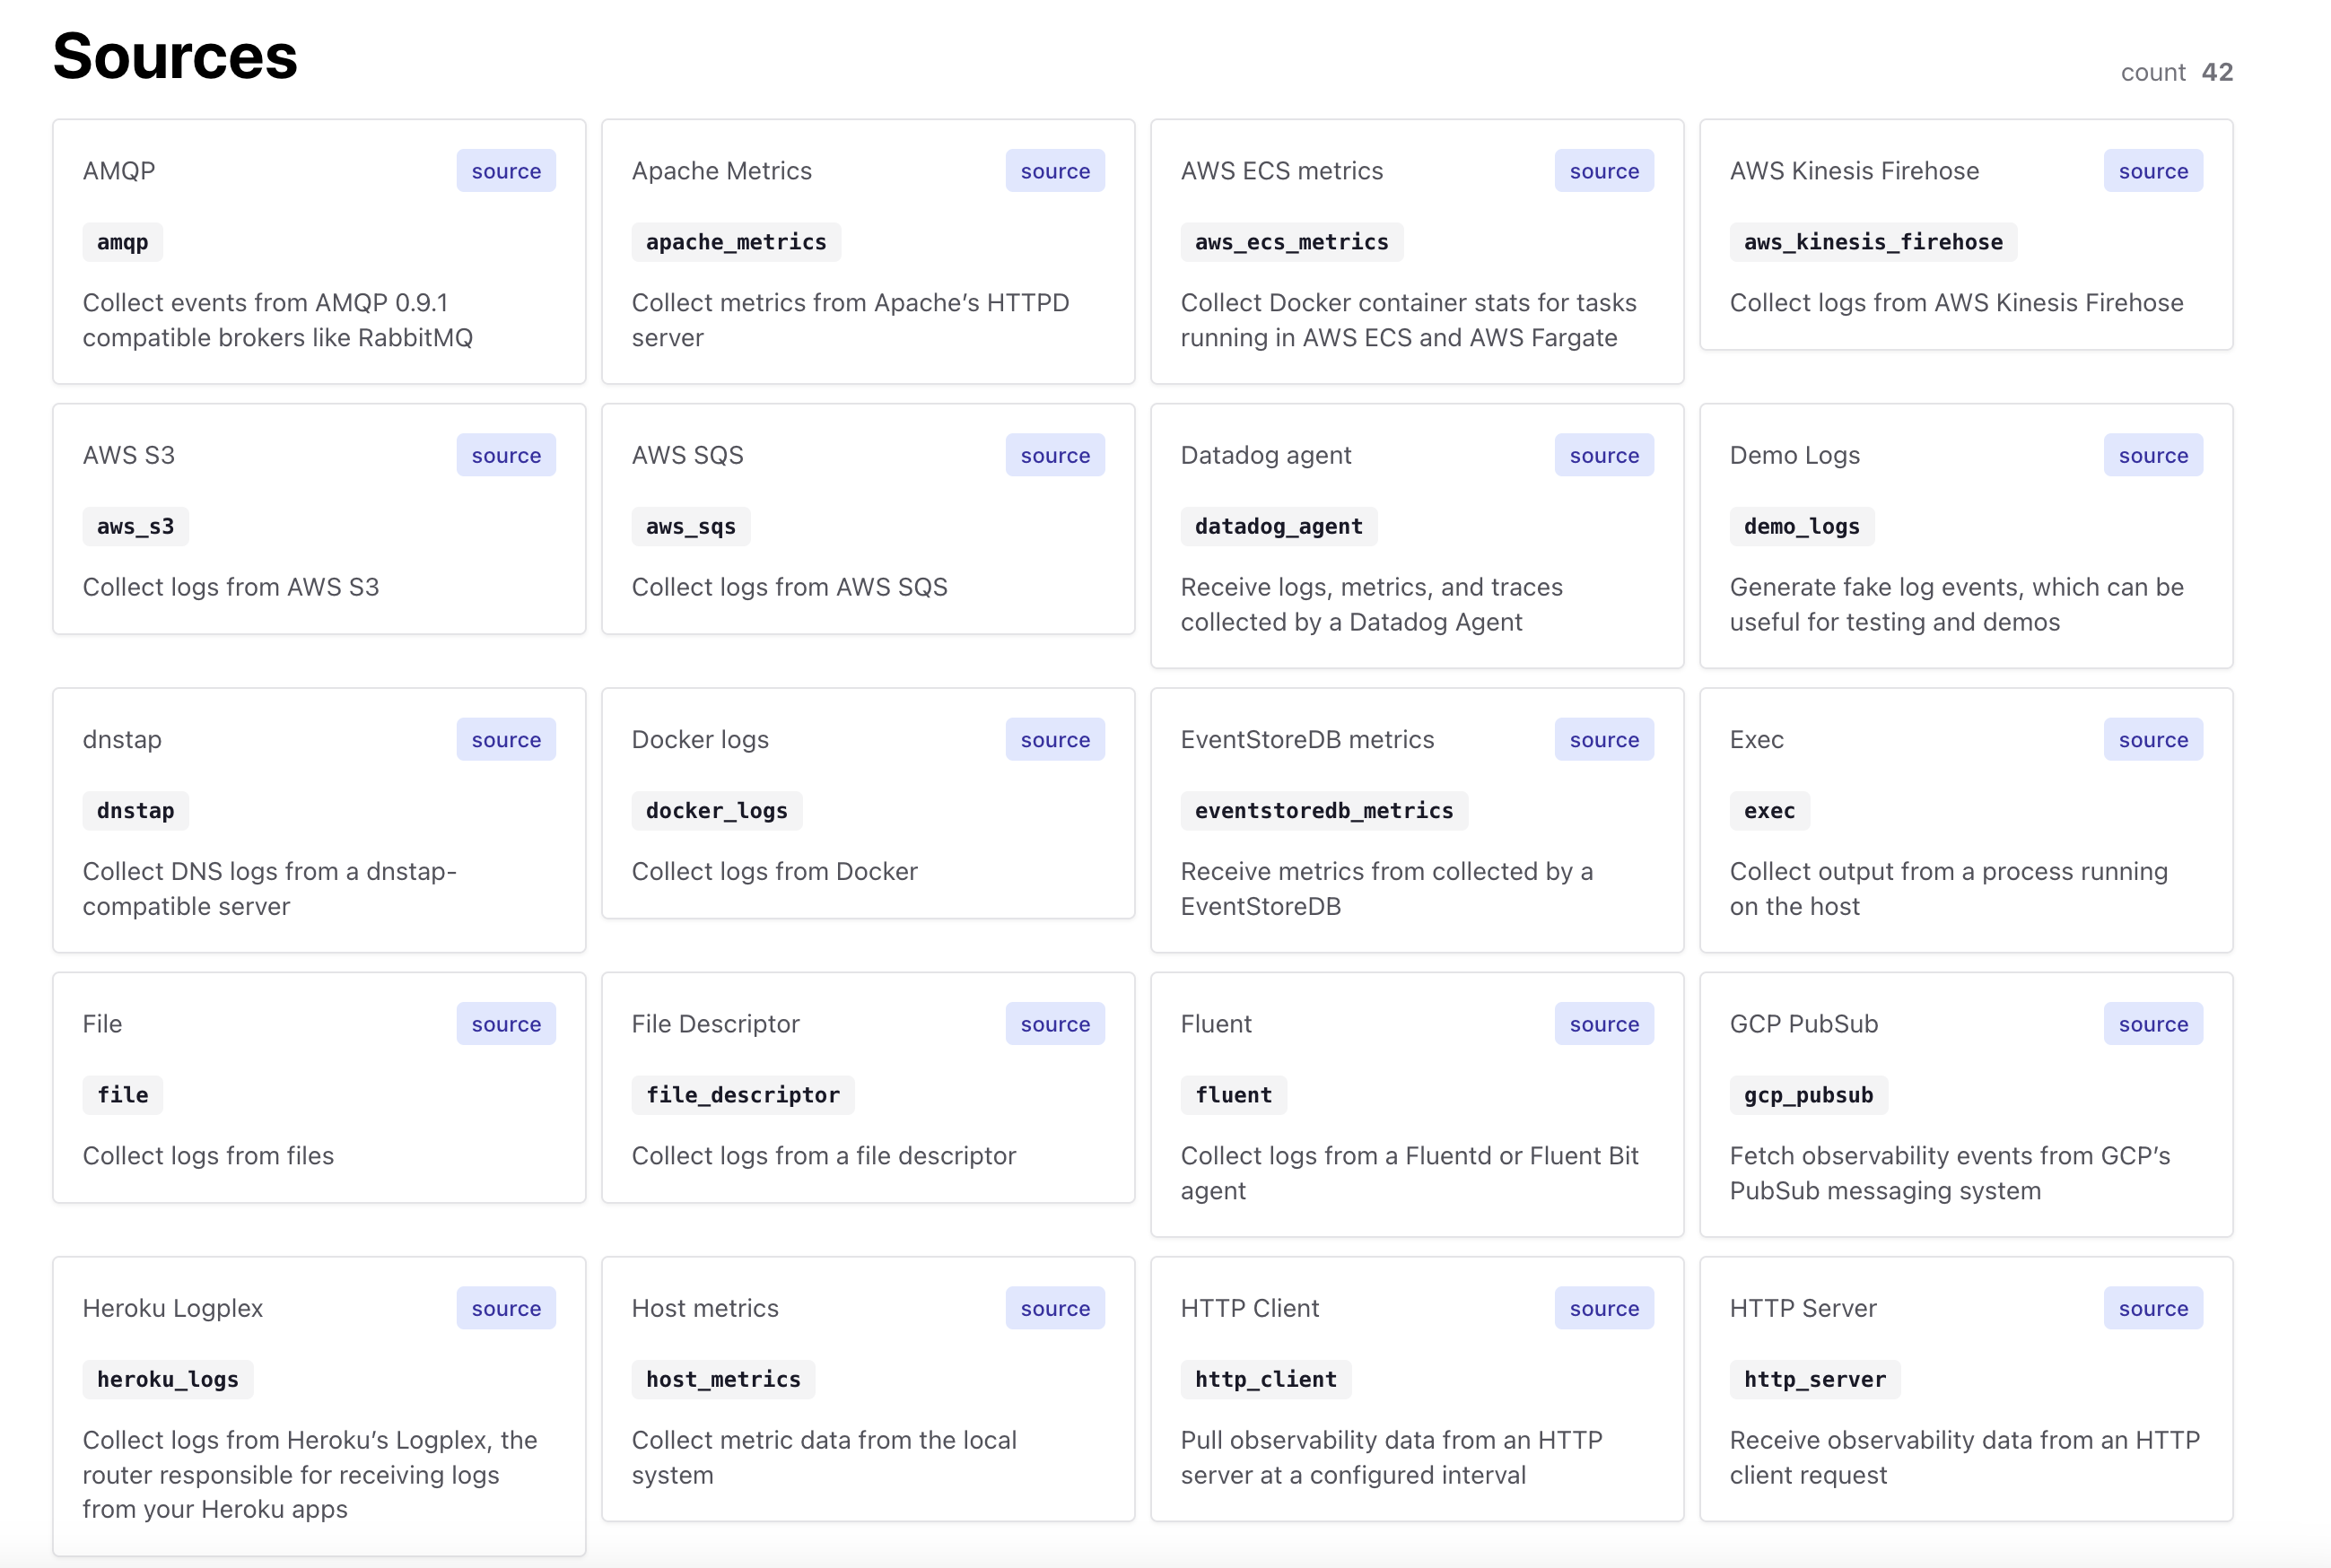 Sources
count 42
AMQP source
amqp
Collect events from AMQP 0.9.1
compatible brokers like RabbitMQ
Apache Metrics source
apache_metrics
Collect metrics from Apache’s HTTPD
server
AWS ECS metrics source
aws_ecs_metrics
Collect Docker container stats for tasks
running in AWS ECS and AWS Fargate
AWS Kinesis Firehose source
aws_kinesis_firehose
Collect logs from AWS Kinesis Firehose
AWS S3 source
aws_s3
Collect logs from AWS S3
AWS SQS source
aws_sqs
Collect logs from AWS SQS
Datadog agent source
datadog_agent
Receive logs, metrics, and traces
collected by a Datadog Agent
Demo Logs source
demo_logs
Generate fake log events, which can be
useful for testing and demos
dnstap source
dnstap
Collect DNS logs from a dnstap-
compatible server
Docker logs source
docker_logs
Collect logs from Docker
EventStoreDB metrics source
eventstoredb_metrics
Receive metrics from collected by a
EventStoreDB
Exec source
exec
Collect output from a process running
on the host
File source
file
Collect logs from files
File Descriptor source
file_descriptor
Collect logs from a file descriptor
Fluent source
fluent
Collect logs from a Fluentd or Fluent Bit
agent
GCP PubSub source
gcp_pubsub
Fetch observability events from GCP’s
PubSub messaging system
Heroku Logplex source
heroku_logs
Collect logs from Heroku’s Logplex, the
router responsible for receiving logs
from your Heroku apps
Host metrics source
host_metrics
Collect metric data from the local
system
HTTP Client source
http_client
Pull observability data from an HTTP
server at a configured interval
HTTP Server source
http_server
Receive observability data from an HTTP
client request